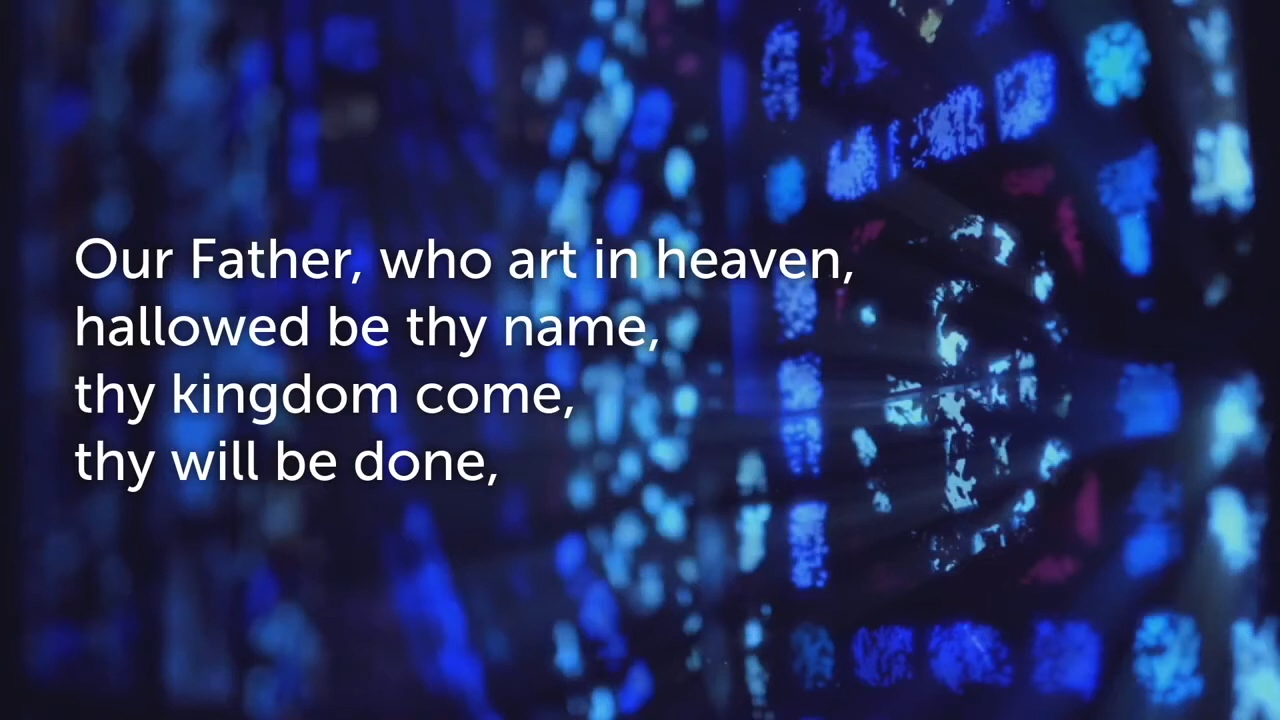 Our Father, who art in heaven,
hallowed be thy name,
thy kingdom come,
thy will be done,